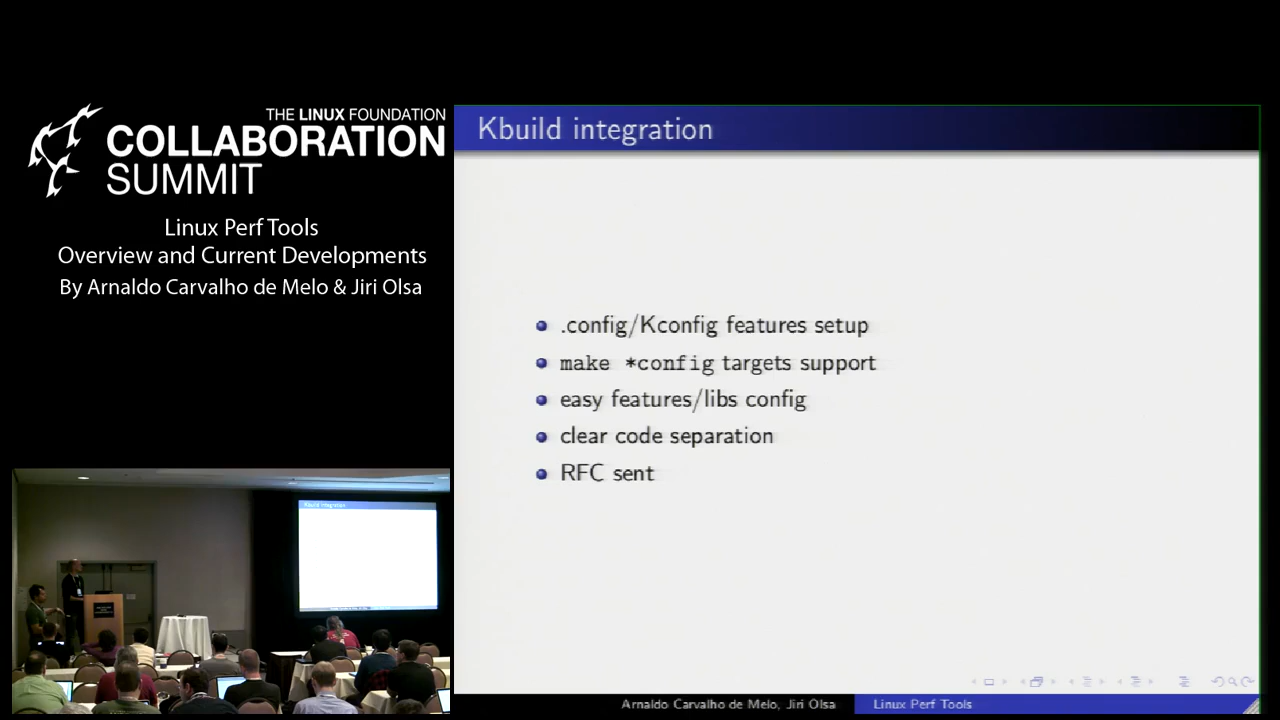 THE LINUX FOUNDATION
COLLABORATION
SUMMIT
Linux Perf Tools
Overview and Current Developments
By Arnaldo Carvalho de Melo & Jiri Olsa
Kbuild integration
.config/Kconfig features setup
make *config targets support
easy features/libs config
clear code separation
RFC sent
Arnaldo Carvalho de Melo, Jiri Olsa
Linux Perf Tools
Kbuild integration